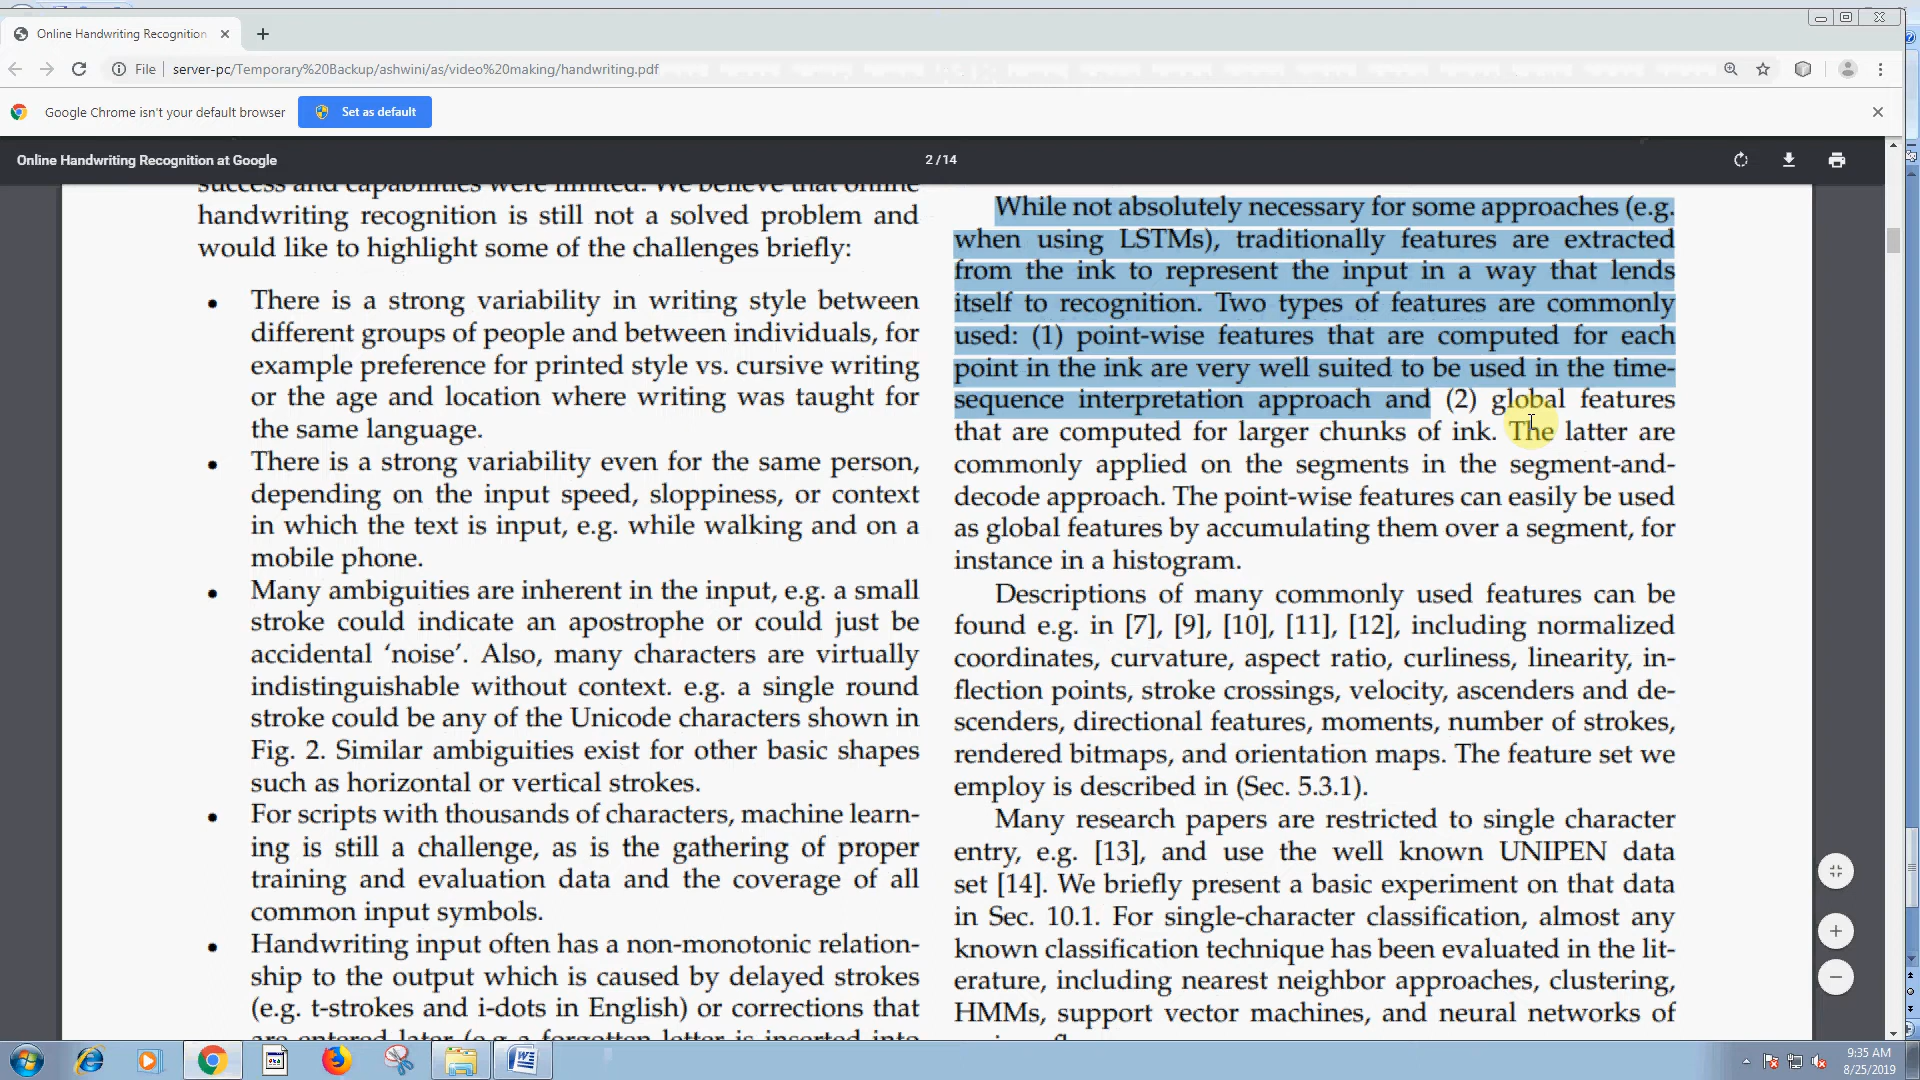 Online Handwriting Recognition
File
server-pc/Temporary%20Backup/ashwini/as/video%20making/handwriting.pdf
Google Chrome isn't your default browser
Set as default
Online Handwriting Recognition at Google
2 / 14
success and capabilities were limited. We believe that online
handwriting recognition is still not a solved problem and
would like to highlight some of the challenges briefly:
• There is a strong variability in writing style between
different groups of people and between individuals, for
example preference for printed style vs. cursive writing
or the age and location where writing was taught for
the same language.
• There is a strong variability even for the same person,
depending on the input speed, sloppiness, or context
in which the text is input, e.g. while walking and on a
mobile phone.
• Many ambiguities are inherent in the input, e.g. a small
stroke could indicate an apostrophe or could just be
accidental ‘noise’. Also, many characters are virtually
indistinguishable without context. e.g. a single round
stroke could be any of the Unicode characters shown in
Fig. 2. Similar ambiguities exist for other basic shapes
such as horizontal or vertical strokes.
• For scripts with thousands of characters, machine learn-
ing is still a challenge, as is the gathering of proper
training and evaluation data and the coverage of all
common input symbols.
• Handwriting input often has a non-monotonic relation-
ship to the output which is caused by delayed strokes
(e.g. t-strokes and i-dots in English) or corrections that
are entered later (e.g. a forgotten letter is inserted into
While not absolutely necessary for some approaches (e.g.
when using LSTMs), traditionally features are extracted
from the ink to represent the input in a way that lends
itself to recognition. Two types of features are commonly
used: (1) point-wise features that are computed for each
point in the ink are very well suited to be used in the time-
sequence interpretation approach and (2) global features
that are computed for larger chunks of ink. The latter are
commonly applied on the segments in the segment-and-
decode approach. The point-wise features can easily be used
as global features by accumulating them over a segment, for
instance in a histogram.
Descriptions of many commonly used features can be
found e.g. in [7], [9], [10], [11], [12], including normalized
coordinates, curvature, aspect ratio, curliness, linearity, in-
flection points, stroke crossings, velocity, ascenders and de-
scenders, directional features, moments, number of strokes,
rendered bitmaps, and orientation maps. The feature set we
employ is described in (Sec. 5.3.1).
Many research papers are restricted to single character
entry, e.g. [13], and use the well known UNIPEN data
set [14]. We briefly present a basic experiment on that data
in Sec. 10.1. For single-character classification, almost any
known classification technique has been evaluated in the lit-
erature, including nearest neighbor approaches, clustering,
HMMs, support vector machines, and neural networks of
9:35 AM
8/25/2019